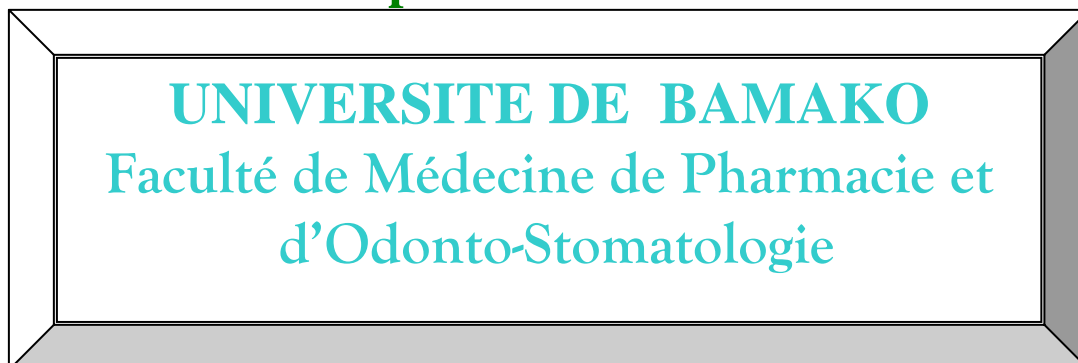 UNIVERSITE DE BAMAKO
Faculté de Médecine de Pharmacie et
d’Odonto-Stomatologie